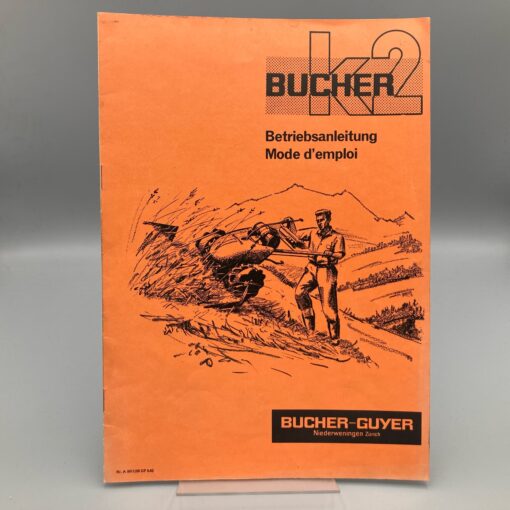 BUCHER k2
Betriebsanleitung
Mode d'emploi
BUCHER-GUYER
Niederweningen Zürich